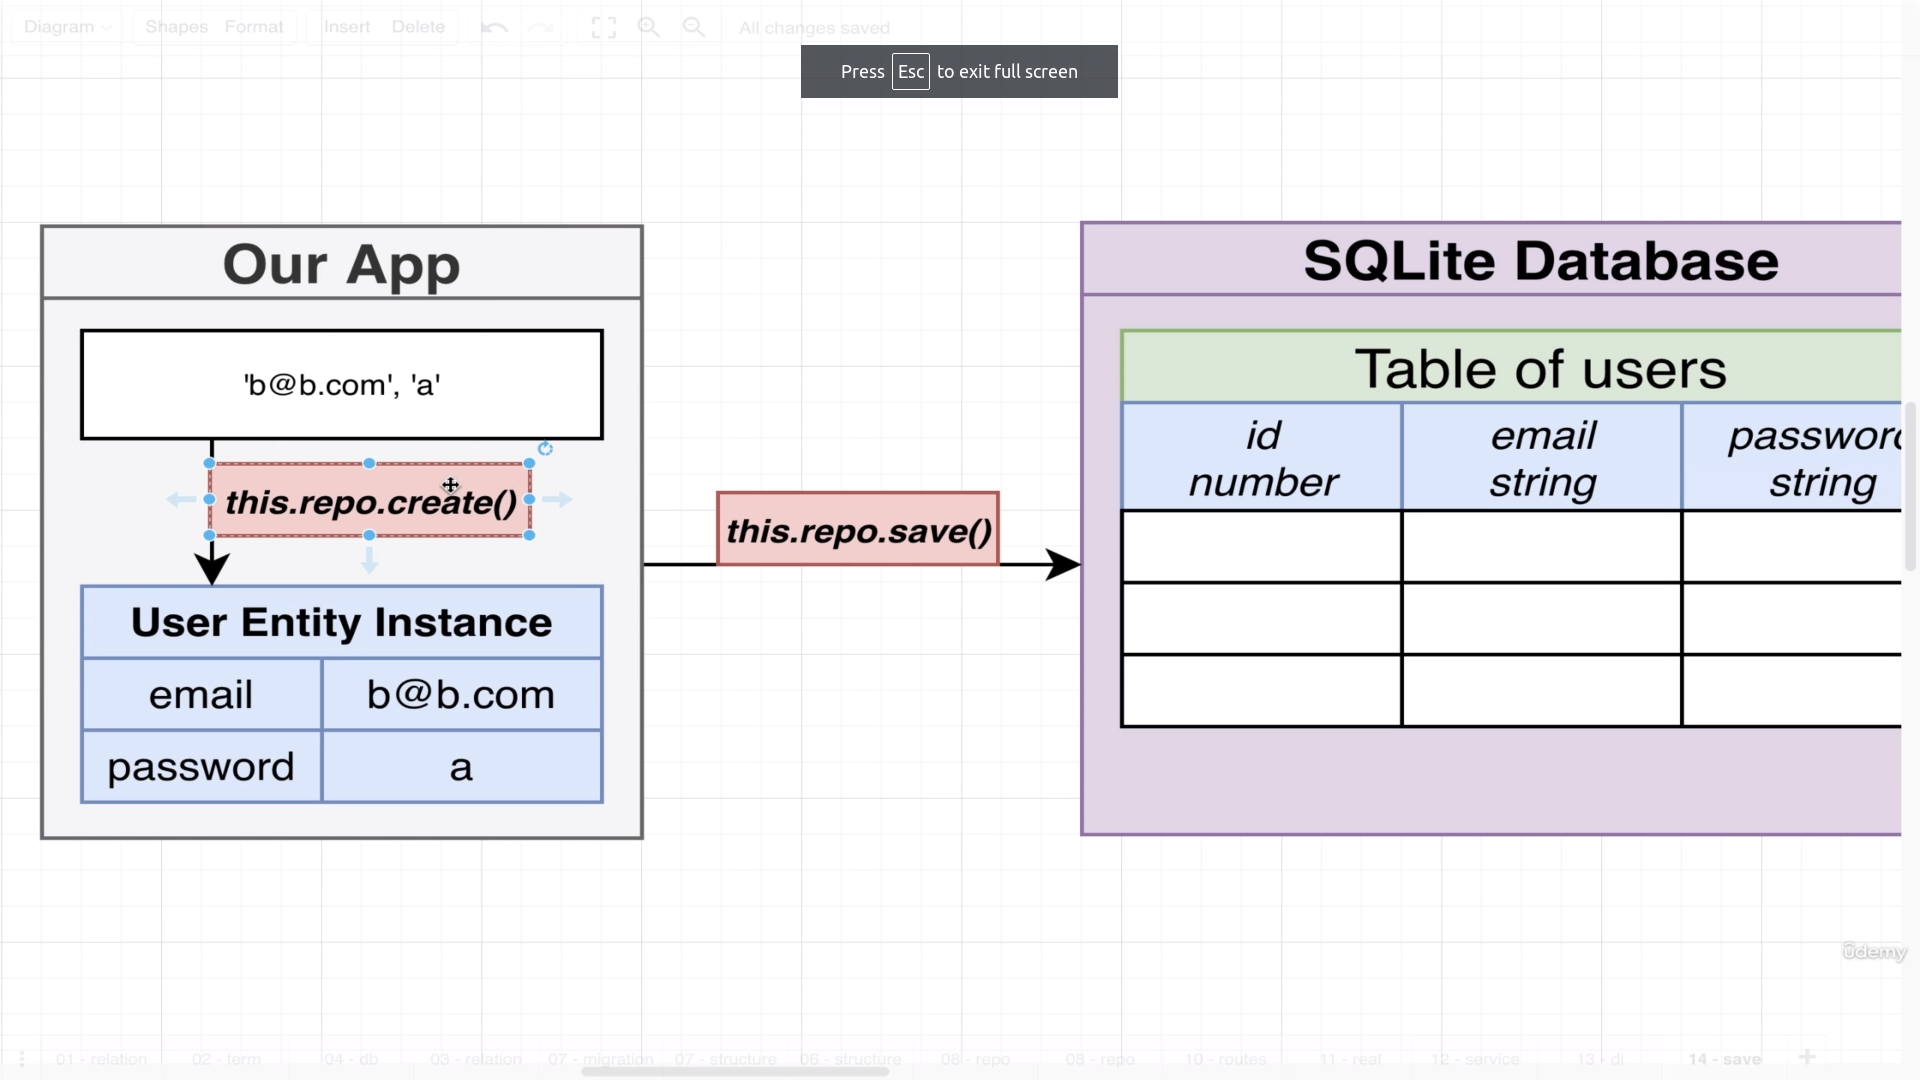 Diagram
Shapes
Format
Insert
Delete
All changes saved
Press Esc to exit full screen
Our App
'b@b.com', 'a'
this.repo.create()
User Entity Instance
email b@b.com
password a
this.repo.save()
SQLite Database
Table of users
id email password
number string string
ûdemy
01 - relation 02 - term 04 - db 03 - relation 07 - migration 07 - structure 06 - structure 08 - repo 08 - repo 10 - routes 11 - real 12 - service 13 - di 14 - save